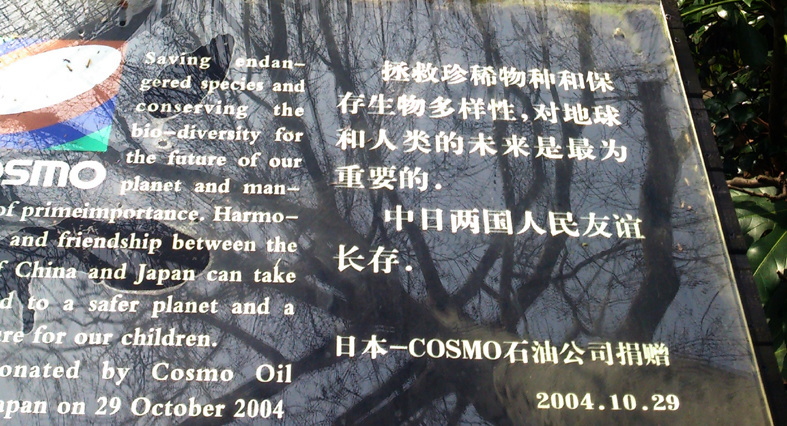 Saving endan-
gered species and
conserving the
bio-diversity for
the future of our
planet and man-
of primeimportance. Harmo-
and friendship between the
China and Japan can take
to a safer planet and a
for our children.
by Cosmo Oil
on 29 October 2004
拯救珍稀物种和保
存生物多样性,对地球
和人类的未来是最为
重要的.
中日两国人民友谊
长存.
日本-COSMO石油公司捐赠
2004.10.29